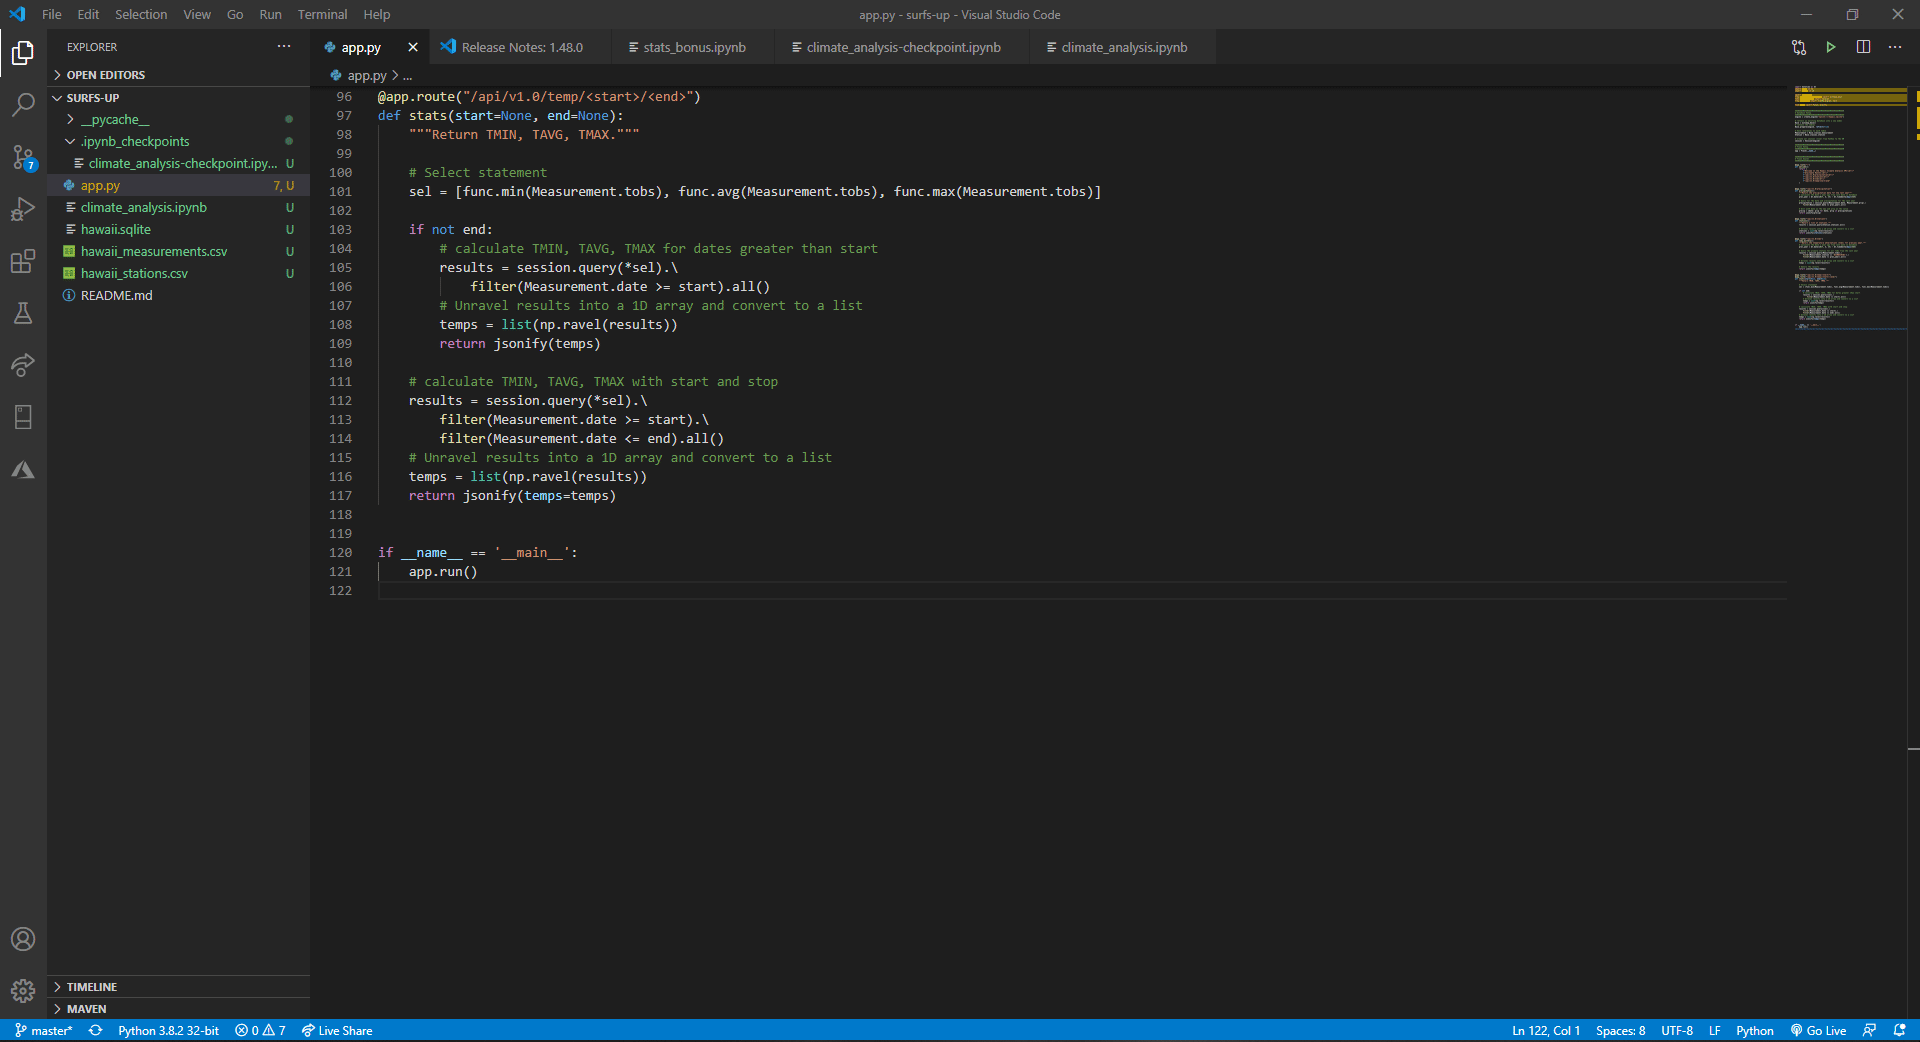 File Edit Selection View Go Run Terminal Help
app.py - surfs-up - Visual Studio Code
EXPLORER
OPEN EDITORS
SURFS-UP
__pycache__
.ipynb_checkpoints
climate_analysis-checkpoint.ipy... U
app.py 7, U
climate_analysis.ipynb U
hawaii.sqlite U
hawaii_measurements.csv U
hawaii_stations.csv U
README.md
TIMELINE
MAVEN
7
app.py Release Notes: 1.48.0 stats_bonus.ipynb climate_analysis-checkpoint.ipynb climate_analysis.ipynb
app.py > ...
96 @app.route("/api/v1.0/temp/<start>/<end>")
97 def stats(start=None, end=None):
98 """Return TMIN, TAVG, TMAX."""
99
100 # Select statement
101 sel = [func.min(Measurement.tobs), func.avg(Measurement.tobs), func.max(Measurement.tobs)]
102
103 if not end:
104 # calculate TMIN, TAVG, TMAX for dates greater than start
105 results = session.query(*sel).\
106 filter(Measurement.date >= start).all()
107 # Unravel results into a 1D array and convert to a list
108 temps = list(np.ravel(results))
109 return jsonify(temps)
110
111 # calculate TMIN, TAVG, TMAX with start and stop
112 results = session.query(*sel).\
113 filter(Measurement.date >= start).\
114 filter(Measurement.date <= end).all()
115 # Unravel results into a 1D array and convert to a list
116 temps = list(np.ravel(results))
117 return jsonify(temps=temps)
118
119
120 if __name__ == '__main__':
121 app.run()
122
master* Python 3.8.2 32-bit 0 7 Live Share
Ln 122, Col 1 Spaces: 8 UTF-8 LF Python Go Live